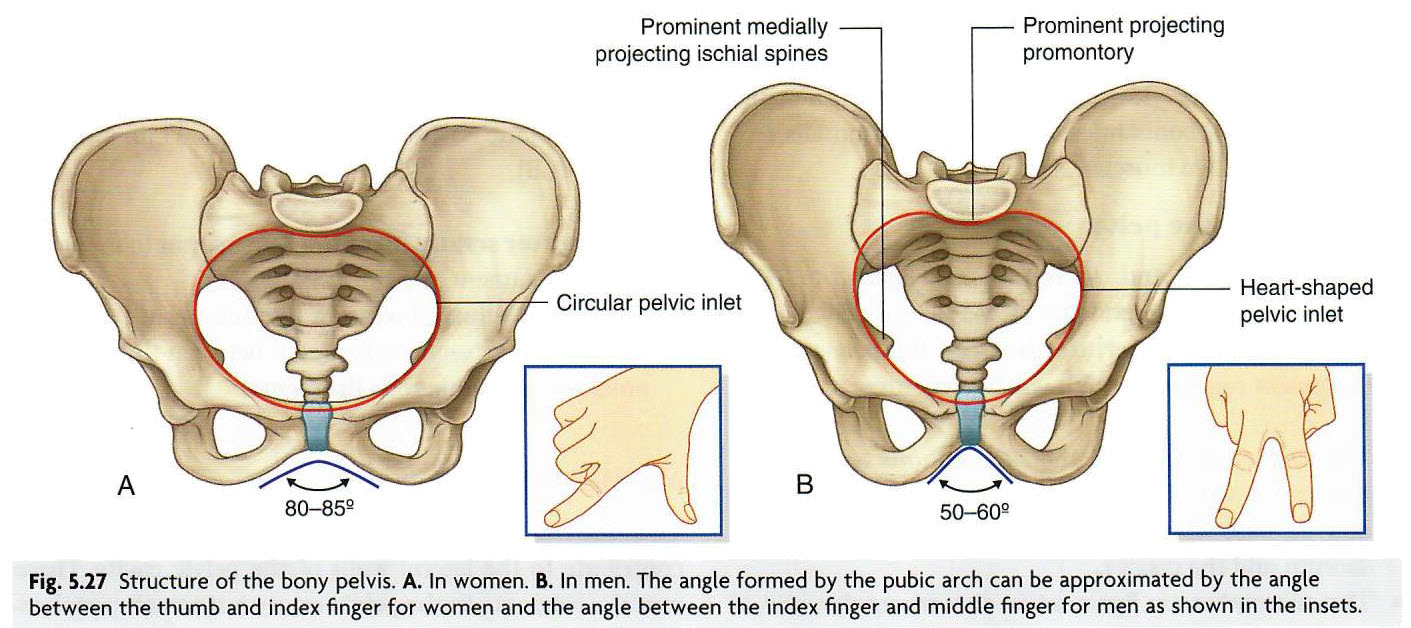 Prominent medially
projecting ischial spines
Prominent projecting
promontory
Circular pelvic inlet
Heart-shaped
pelvic inlet
A
80–85º
B
50–60º
Fig. 5.27 Structure of the bony pelvis. A. In women. B. In men. The angle formed by the pubic arch can be approximated by the angle
between the thumb and index finger for women and the angle between the index finger and middle finger for men as shown in the insets.